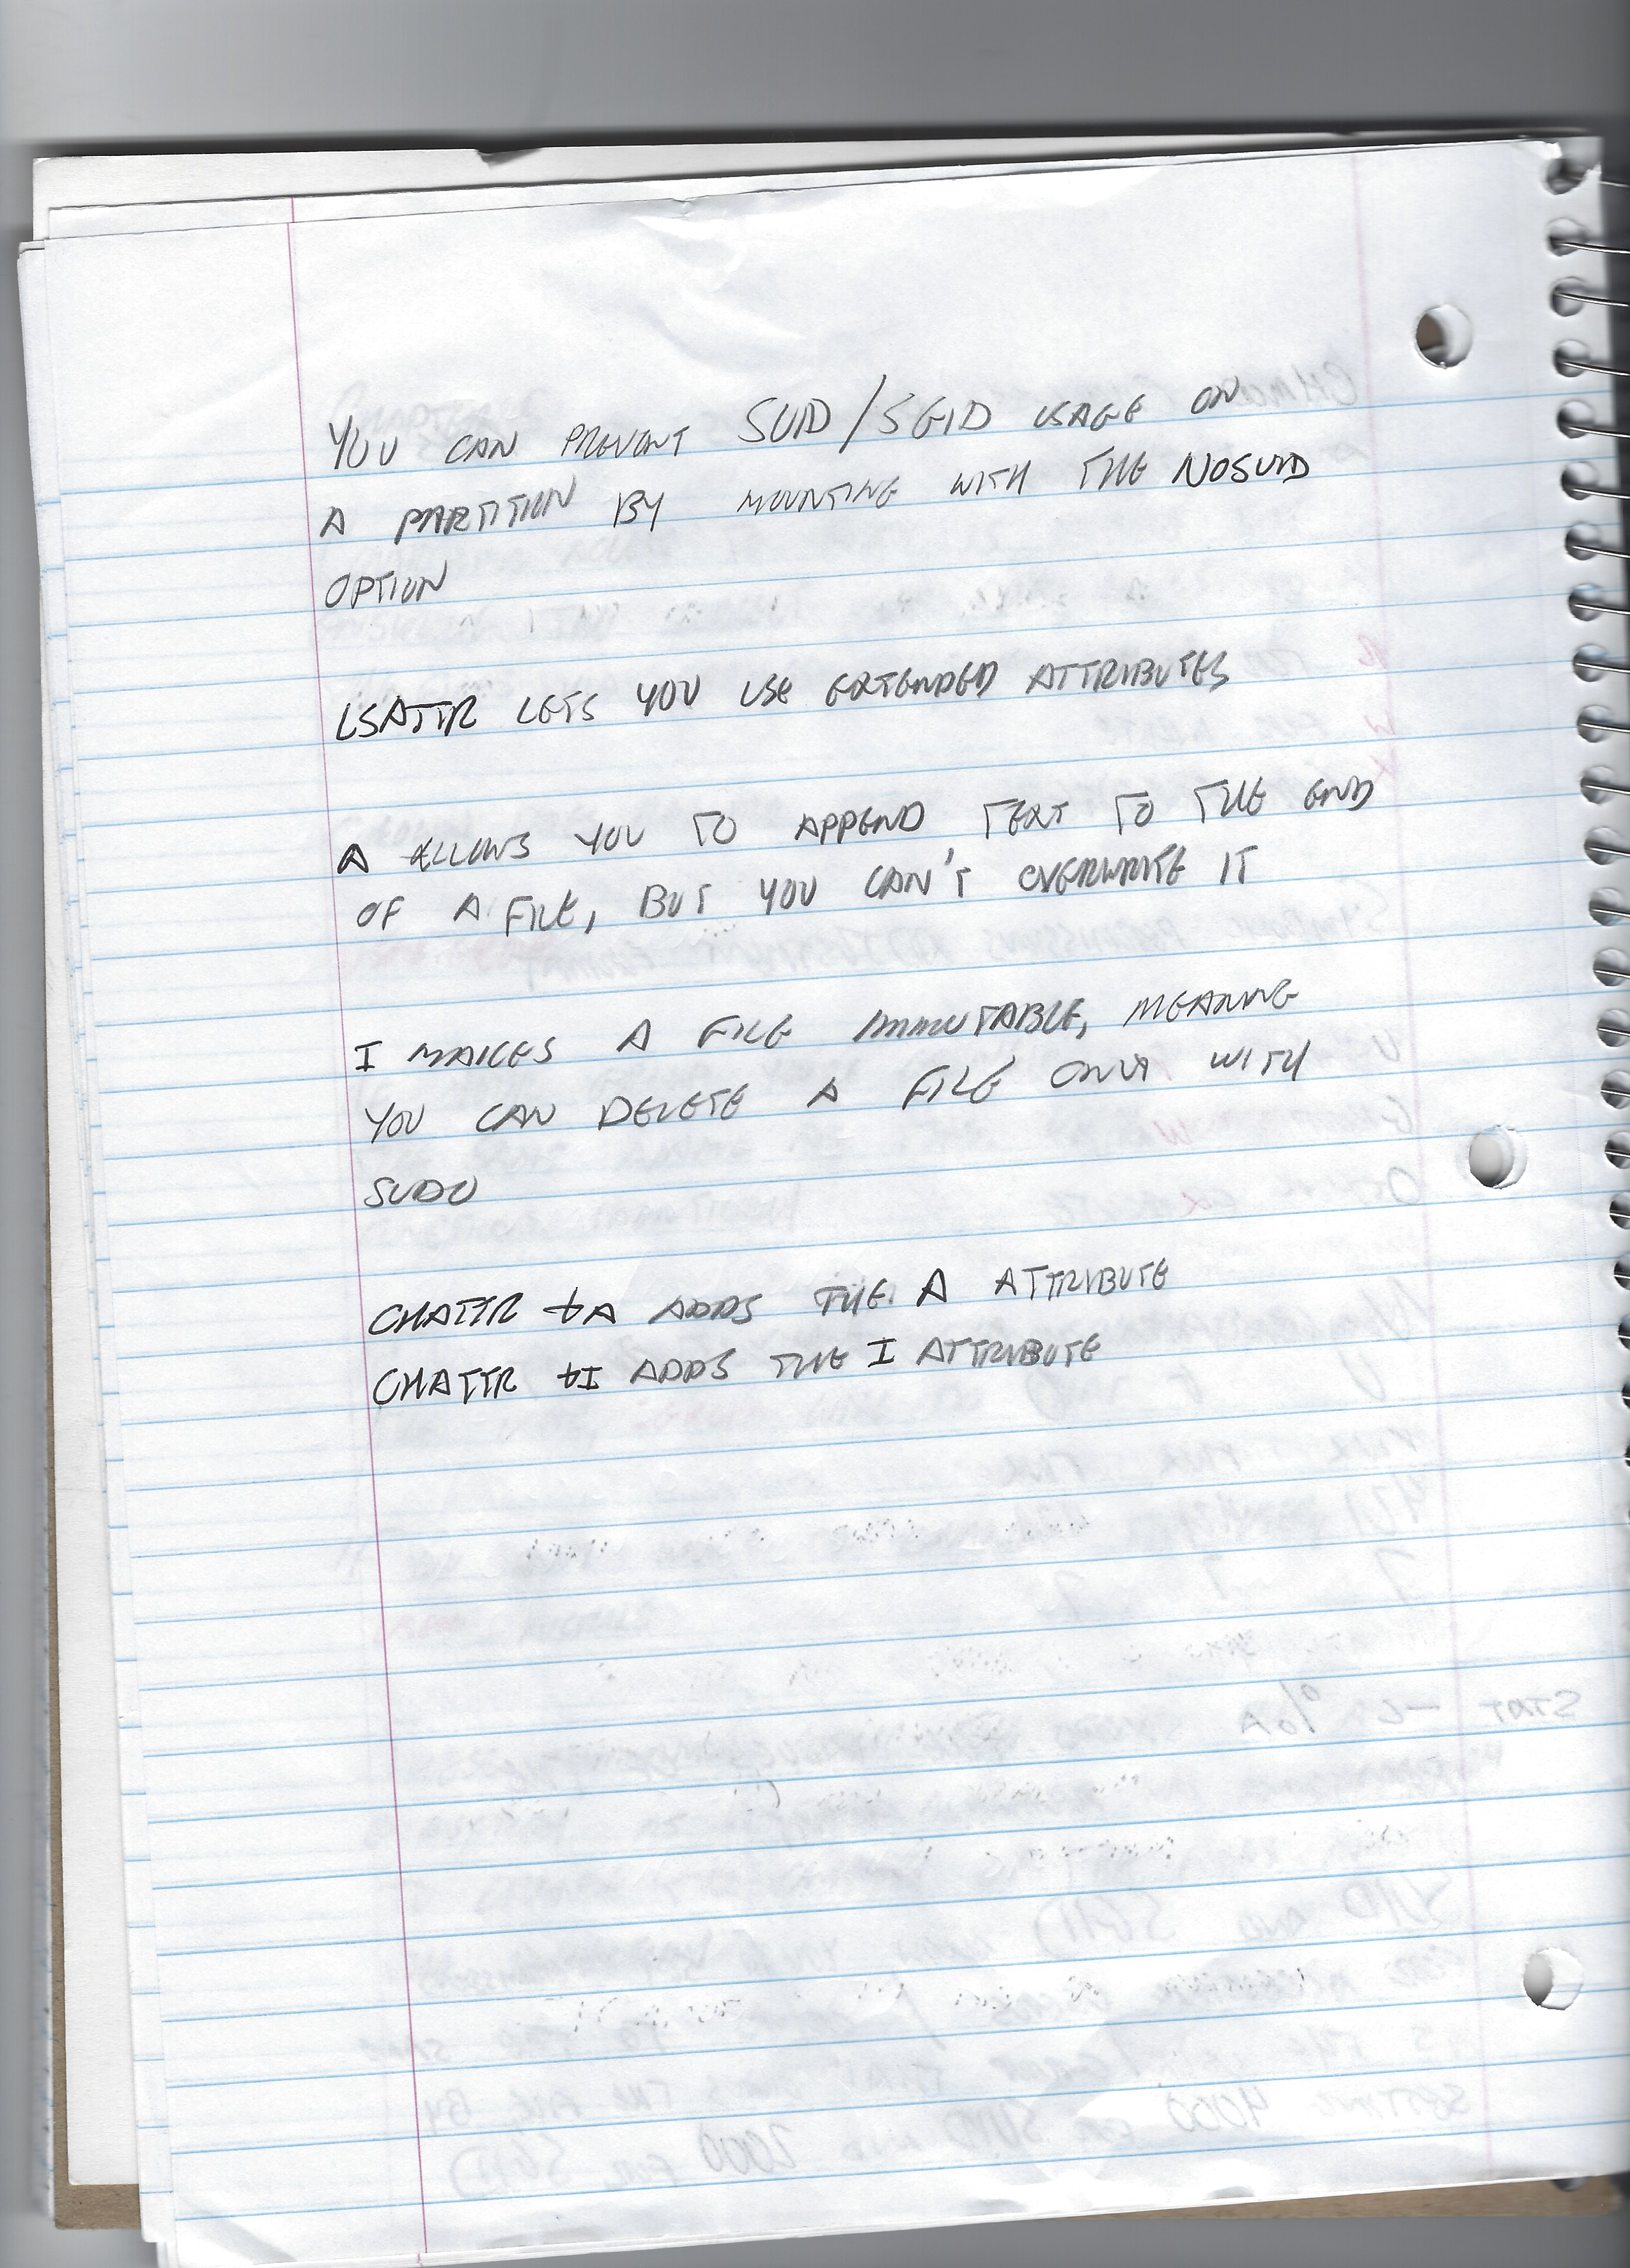 YOU CAN PREVENT SUID/SGID USAGE ON
A PARTITION BY MOUNTING WITH THE NOSUID
OPTION
LSATTR LETS YOU USE EXTENDED ATTRIBUTES
A ALLOWS YOU TO APPEND TEXT TO THE END
OF A FILE, BUT YOU CAN'T OVERWRITE IT
I MAKES A FILE IMMUTABLE, MEANING
YOU CAN DELETE A FILE ONLY WITH
SUDO
CHATTR +A ADDS THE A ATTRIBUTE
CHATTR +I ADDS THE I ATTRIBUTE